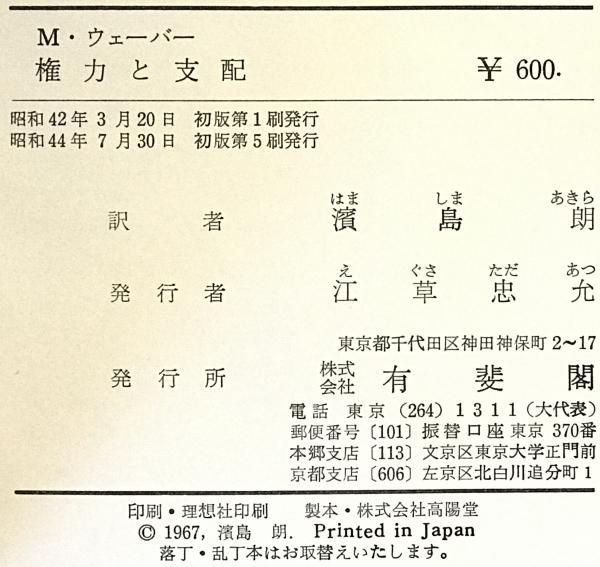 M・ウェーバー
権力と支配 ¥ 600.
昭和42年3月20日 初版第1刷発行
昭和44年7月30日 初版第5刷発行
はま しま あきら
訳者 濱島朗
え ぐさ ただ あつ
発行者 江草忠允
東京都千代田区神田神保町2〜17
発行所 株式会社 有斐閣
電話 東京 (264) 1311 (大代表)
郵便番号〔101〕振替口座東京 370番
本郷支店〔113〕文京区東京大学正門前
京都支店〔606〕左京区北白川追分町1
印刷・理想社印刷 製本・株式会社高陽堂
© 1967, 濱島 朗. Printed in Japan
落丁・乱丁本はお取替えいたします。